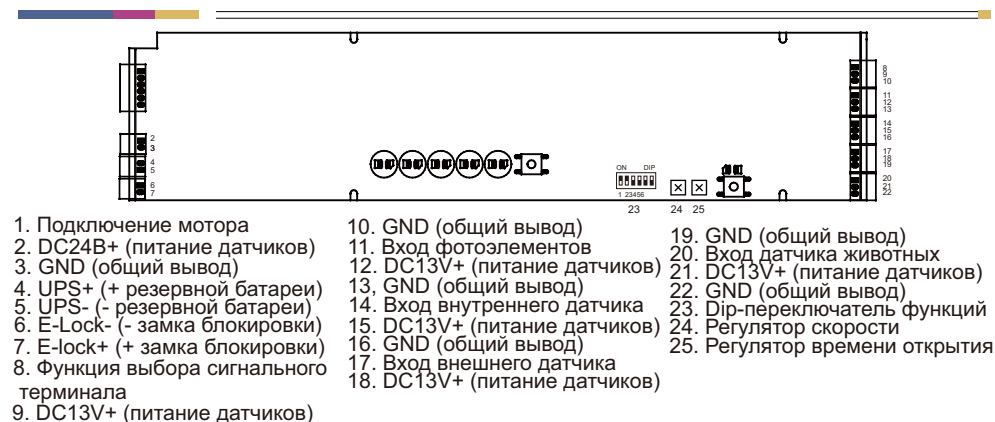 8
9
10
11
12
13
14
15
16
17
18
19
20
21
22
2
3
4
5
6
7
ON DIP
1 23456
23 24 25
1. Подключение мотора
2. DC24В+ (питание датчиков)
3. GND (общий вывод)
4. UPS+ (+ резервной батареи)
5. UPS- (- резервной батареи)
6. E-Lock- (- замка блокировки)
7. E-lock+ (+ замка блокировки)
8. Функция выбора сигнального
терминала
9. DC13V+ (питание датчиков)
10. GND (общий вывод)
11. Вход фотоэлементов
12. DC13V+ (питание датчиков)
13, GND (общий вывод)
14. Вход внутреннего датчика
15. DC13V+ (питание датчиков)
16. GND (общий вывод)
17. Вход внешнего датчика
18. DC13V+ (питание датчиков)
19. GND (общий вывод)
20. Вход датчика животных
21. DC13V+ (питание датчиков)
22. GND (общий вывод)
23. Dip-переключатель функций
24. Регулятор скорости
25. Регулятор времени открытия